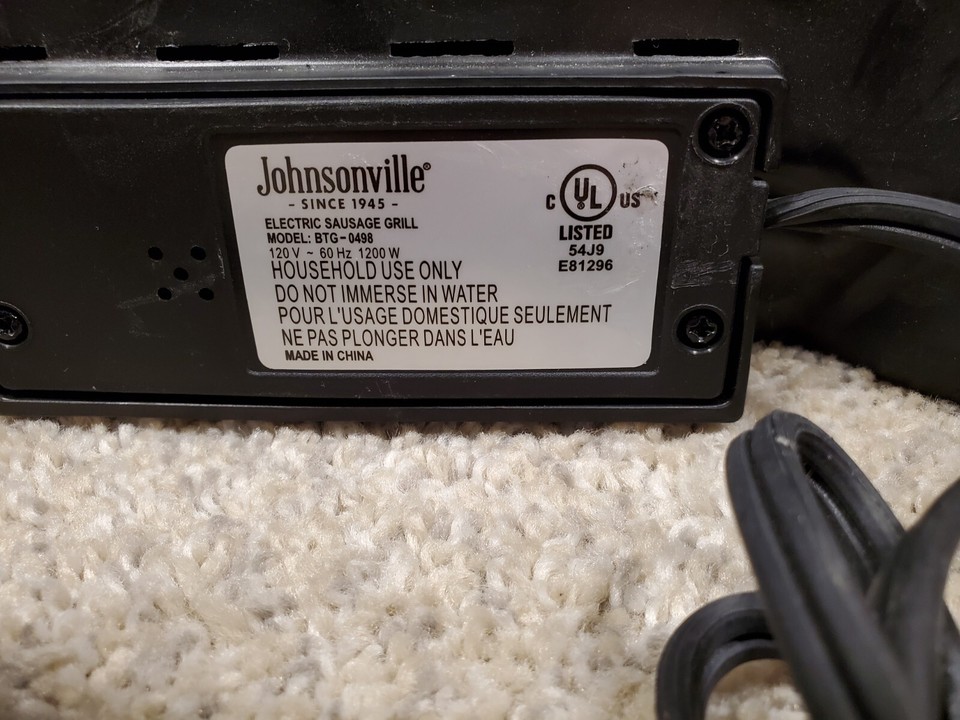 Johnsonville®
- SINCE 1945 -
ELECTRIC SAUSAGE GRILL
MODEL: BTG-0498
120 V ~ 60 Hz 1200 W
HOUSEHOLD USE ONLY
DO NOT IMMERSE IN WATER
POUR L'USAGE DOMESTIQUE SEULEMENT
NE PAS PLONGER DANS L'EAU
MADE IN CHINA
C UL US
LISTED
54J9
E81296